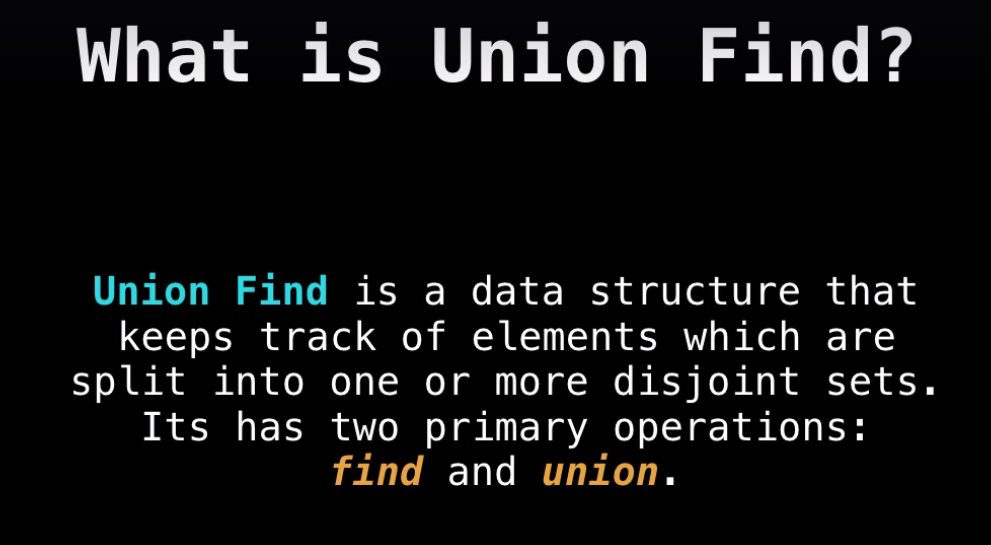 What is Union Find?
Union Find is a data structure that
keeps track of elements which are
split into one or more disjoint sets.
Its has two primary operations:
find and union.